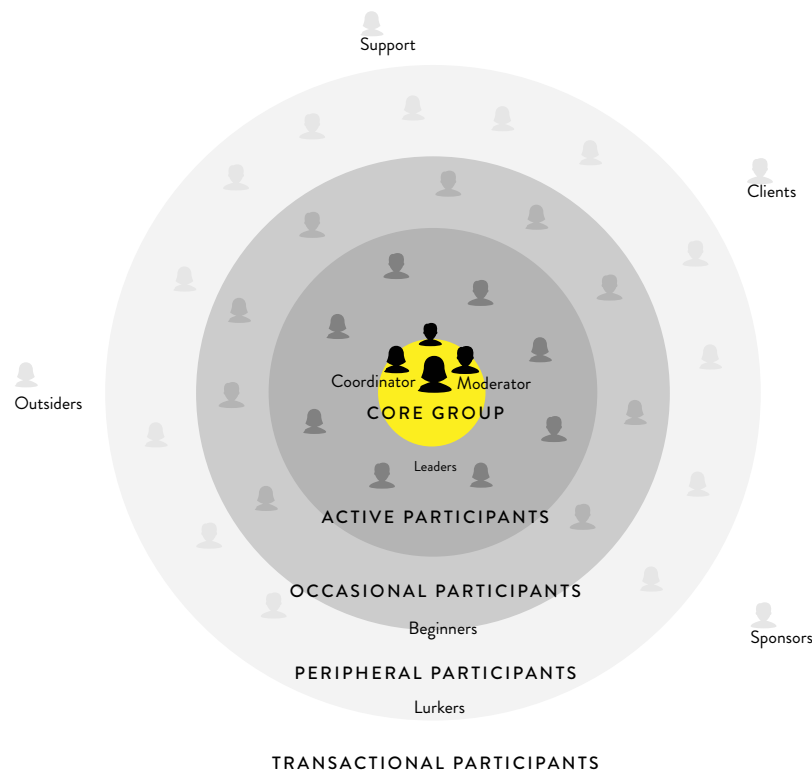 Support
Clients
Outsiders
Coordinator
Moderator
CORE GROUP
Leaders
ACTIVE PARTICIPANTS
OCCASIONAL PARTICIPANTS
Beginners
Sponsors
PERIPHERAL PARTICIPANTS
Lurkers
TRANSACTIONAL PARTICIPANTS